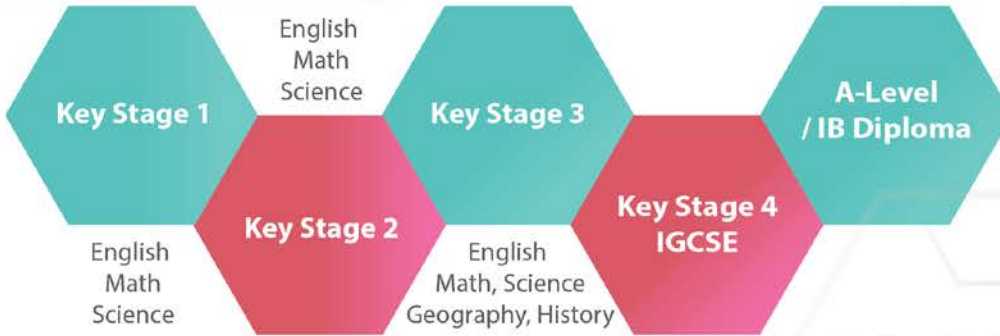 Key Stage 1
English
Math
Science
English
Math
Science
Key Stage 2
Key Stage 3
English
Math, Science
Geography, History
Key Stage 4
IGCSE
A-Level
/ IB Diploma